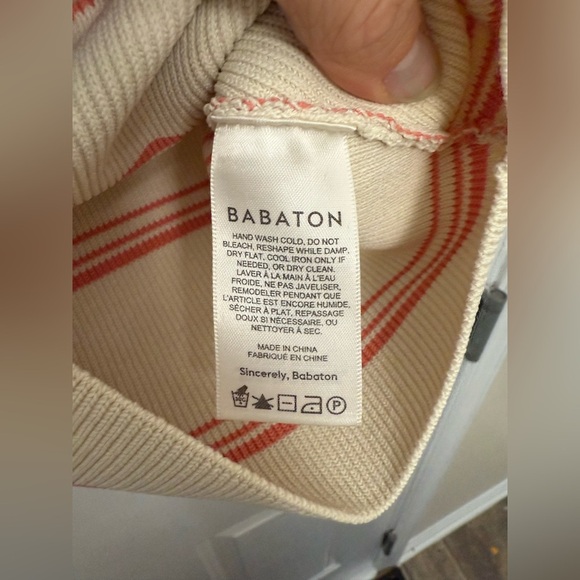 BABATON
HAND WASH COLD, DO NOT
BLEACH, RESHAPE WHILE DAMP,
DRY FLAT, COOL IRON ONLY IF
NEEDED, OR DRY CLEAN.
LAVER À LA MAIN À L'EAU
FROIDE, NE PAS JAVELISER,
REMODELER PENDANT QUE
L'ARTICLE EST ENCORE HUMIDE,
SÉCHER À PLAT, REPASSAGE
DOUX SI NÉCESSAIRE, OU
NETTOYER À SEC.
MADE IN CHINA
FABRIQUÉ EN CHINE
Sincerely, Babaton
P